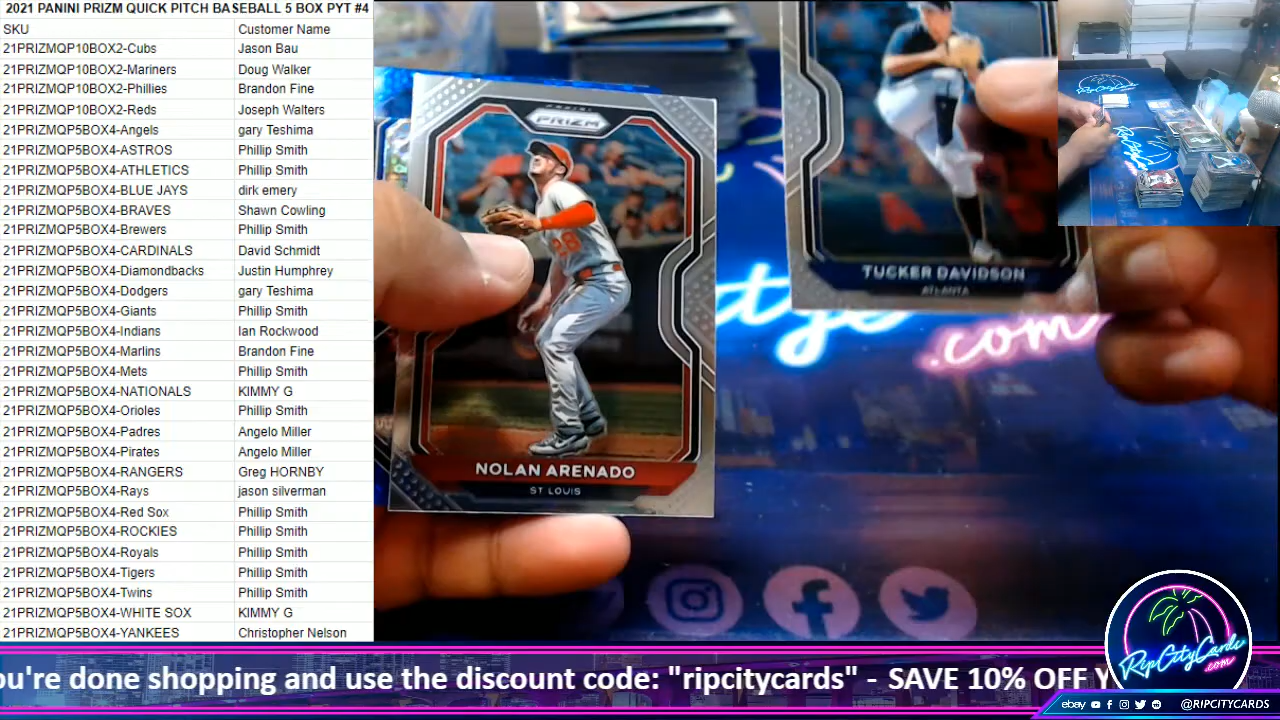 2021 PANINI PRIZM QUICK PITCH BASEBALL 5 BOX PYT #4
SKU Customer Name
21PRIZMQP10BOX2-Cubs Jason Bau
21PRIZMQP10BOX2-Mariners Doug Walker
21PRIZMQP10BOX2-Phillies Brandon Fine
21PRIZMQP10BOX2-Reds Joseph Walters
21PRIZMQP5BOX4-Angels gary Teshima
21PRIZMQP5BOX4-ASTROS Phillip Smith
21PRIZMQP5BOX4-ATHLETICS Phillip Smith
21PRIZMQP5BOX4-BLUE JAYS dirk emery
21PRIZMQP5BOX4-BRAVES Shawn Cowling
21PRIZMQP5BOX4-Brewers Phillip Smith
21PRIZMQP5BOX4-CARDINALS David Schmidt
21PRIZMQP5BOX4-Diamondbacks Justin Humphrey
21PRIZMQP5BOX4-Dodgers gary Teshima
21PRIZMQP5BOX4-Giants Phillip Smith
21PRIZMQP5BOX4-Indians Ian Rockwood
21PRIZMQP5BOX4-Marlins Brandon Fine
21PRIZMQP5BOX4-Mets Phillip Smith
21PRIZMQP5BOX4-NATIONALS KIMMY G
21PRIZMQP5BOX4-Orioles Phillip Smith
21PRIZMQP5BOX4-Padres Angelo Miller
21PRIZMQP5BOX4-Pirates Angelo Miller
21PRIZMQP5BOX4-RANGERS Greg HORNBY
21PRIZMQP5BOX4-Rays jason silverman
21PRIZMQP5BOX4-Red Sox Phillip Smith
21PRIZMQP5BOX4-ROCKIES Phillip Smith
21PRIZMQP5BOX4-Royals Phillip Smith
21PRIZMQP5BOX4-Tigers Phillip Smith
21PRIZMQP5BOX4-Twins Phillip Smith
21PRIZMQP5BOX4-WHITE SOX KIMMY G
21PRIZMQP5BOX4-YANKEES Christopher Nelson
PANINI
PRIZM
28
NOLAN ARENADO
ST LOUIS
TUCKER DAVIDSON
ATLANTA
.com
ou're done shopping and use the discount code: "ripcitycards" - SAVE 10% OFF Y
RipCityCards
.com
ebay @RIPCITYCARDS